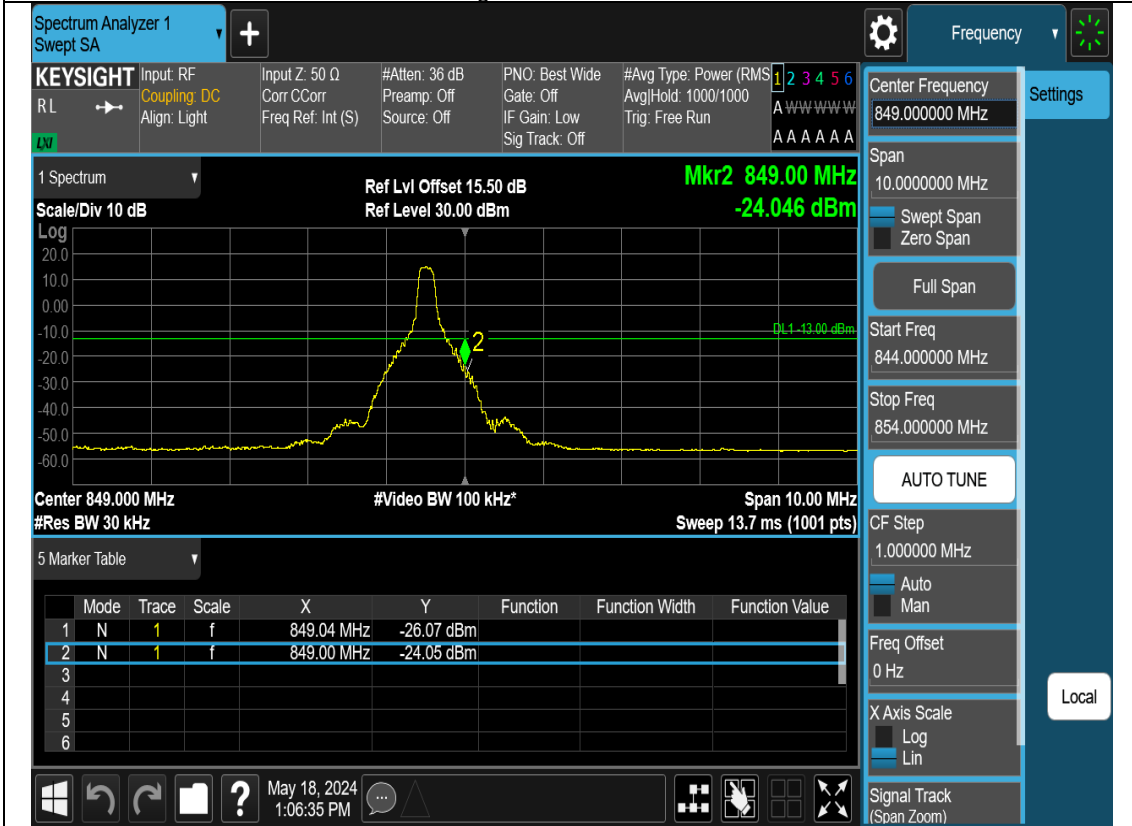 Spectrum Analyzer 1
Swept SA
Frequency
KEYSIGHT
R L
LXI
Input: RF
Coupling: DC
Align: Light
Input Z: 50 Ω
Corr CCorr
Freq Ref: Int (S)
#Atten: 36 dB
Preamp: Off
Source: Off
PNO: Best Wide
Gate: Off
IF Gain: Low
Sig Track: Off
#Avg Type: Power (RMS
Avg|Hold: 1000/1000
Trig: Free Run
1 2 3 4 5 6
A W W W W W
A A A A A A
Center Frequency
849.000000 MHz
Settings
Span
10.0000000 MHz
Swept Span
Zero Span
Full Span
Start Freq
844.000000 MHz
Stop Freq
854.000000 MHz
AUTO TUNE
CF Step
1.000000 MHz
Auto
Man
Freq Offset
0 Hz
X Axis Scale
Log
Lin
Signal Track
(Span Zoom)
Local
1 Spectrum
Scale/Div 10 dB
Log
Ref Lvl Offset 15.50 dB
Ref Level 30.00 dBm
Mkr2 849.00 MHz
-24.046 dBm
20.0
10.0
0.00
-10.0
-20.0
-30.0
-40.0
-50.0
-60.0
DL1 -13.00 dBm
2
Center 849.000 MHz
#Res BW 30 kHz
#Video BW 100 kHz*
Span 10.00 MHz
Sweep 13.7 ms (1001 pts)
5 Marker Table
Mode Trace Scale X Y Function Function Width Function Value
1 N 1 f 849.04 MHz -26.07 dBm
2 N 1 f 849.00 MHz -24.05 dBm
3
4
5
6
May 18, 2024
1:06:35 PM